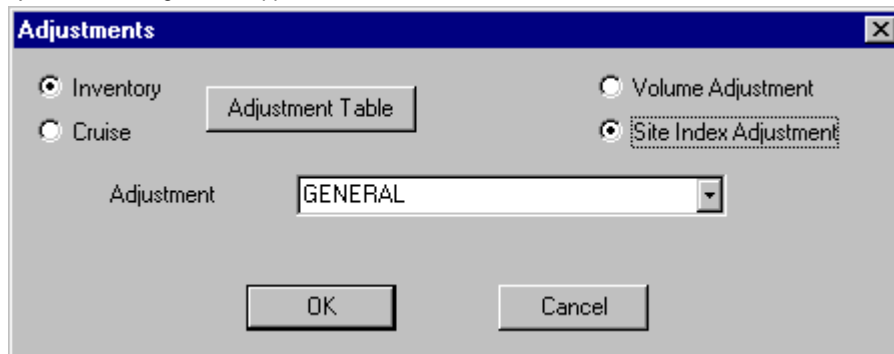 Adjustments
Inventory
Cruise
Adjustment Table
Volume Adjustment
Site Index Adjustment
Adjustment
GENERAL
OK
Cancel